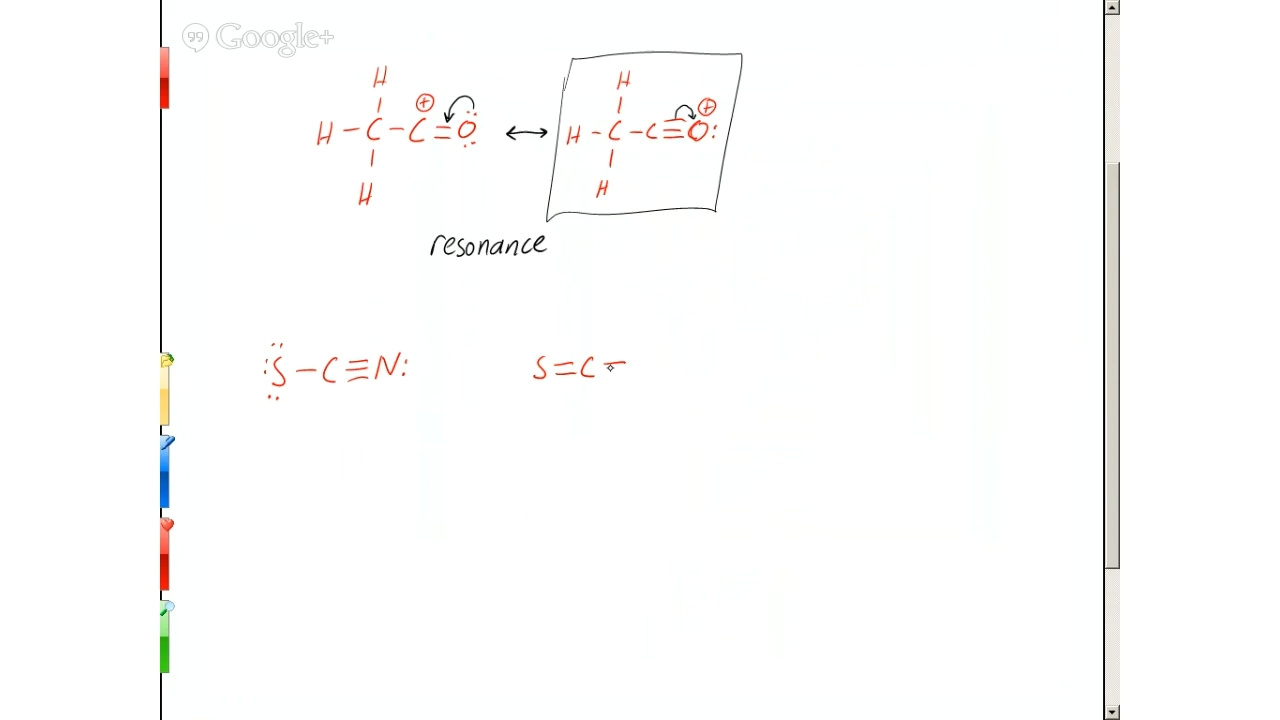 Google+
H H
H - C - C = O ↔ H - C - C ≡ O:
H H
resonance
:S - C ≡ N: S = C -